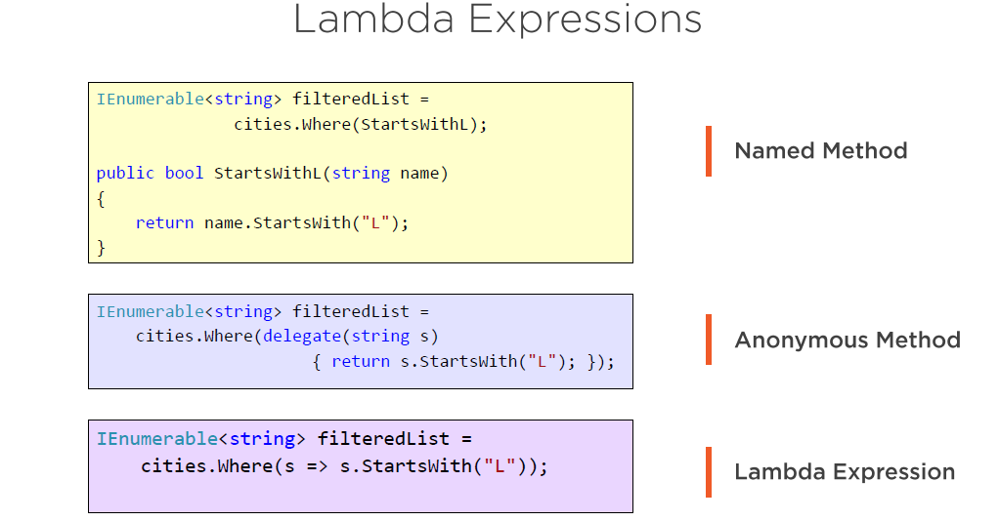 Lambda Expressions
IEnumerable<string> filteredList =
cities.Where(StartsWithL);
public bool StartsWithL(string name)
{
return name.StartsWith("L");
}
Named Method
IEnumerable<string> filteredList =
cities.Where(delegate(string s)
{ return s.StartsWith("L"); });
Anonymous Method
IEnumerable<string> filteredList =
cities.Where(s => s.StartsWith("L"));
Lambda Expression